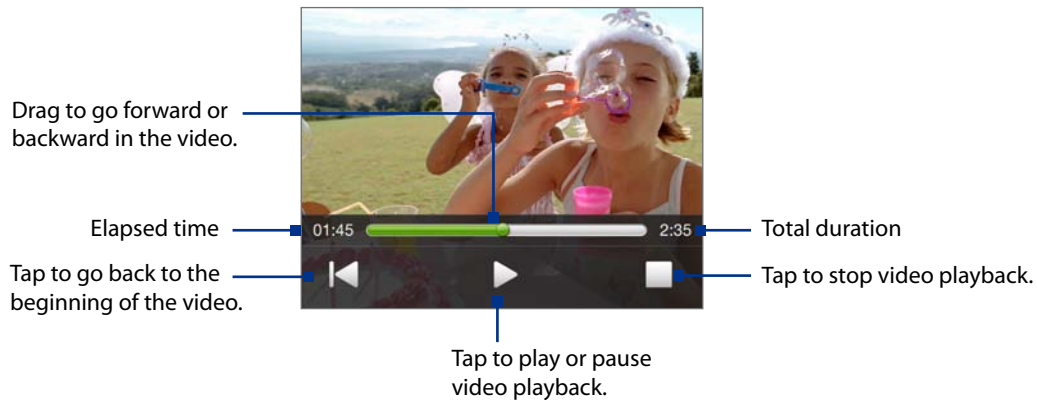 Drag to go forward or
backward in the video.
Elapsed time
01:45
2:35
Total duration
Tap to go back to the
beginning of the video.
Tap to stop video playback.
Tap to play or pause
video playback.